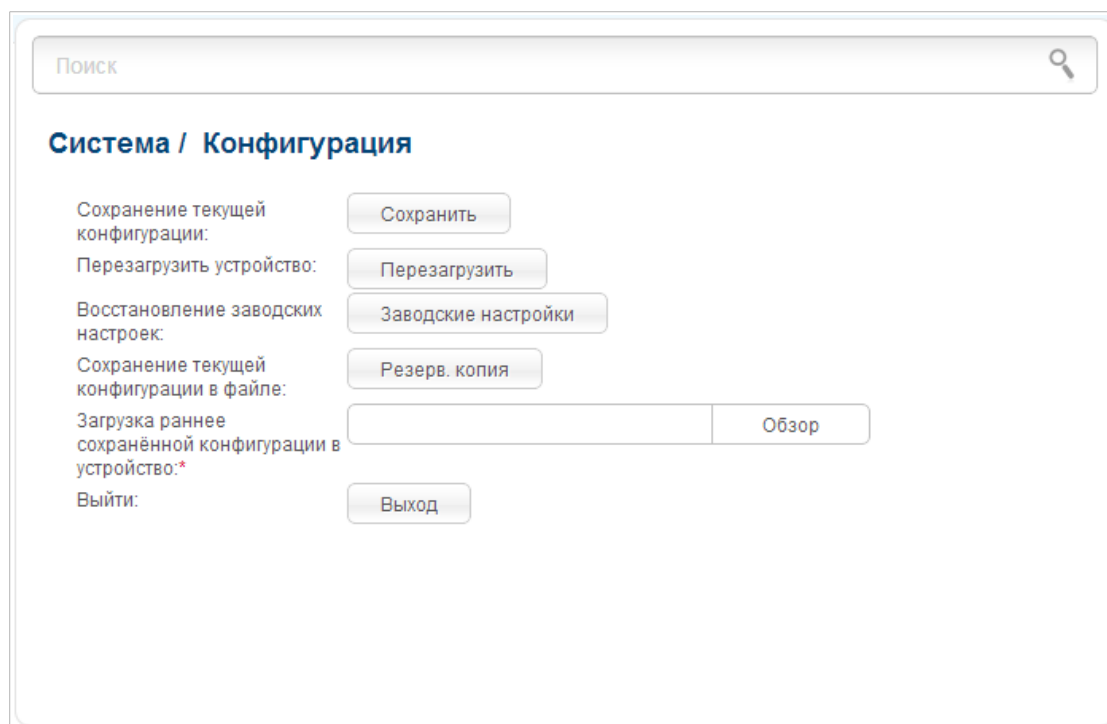 Поиск
Система / Конфигурация
Сохранение текущей
конфигурации:
Сохранить
Перезагрузить устройство:
Перезагрузить
Восстановление заводских
настроек:
Заводские настройки
Сохранение текущей
конфигурации в файле:
Резерв. копия
Загрузка раннее
сохранённой конфигурации в
устройство:*
Обзор
Выйти:
Выход